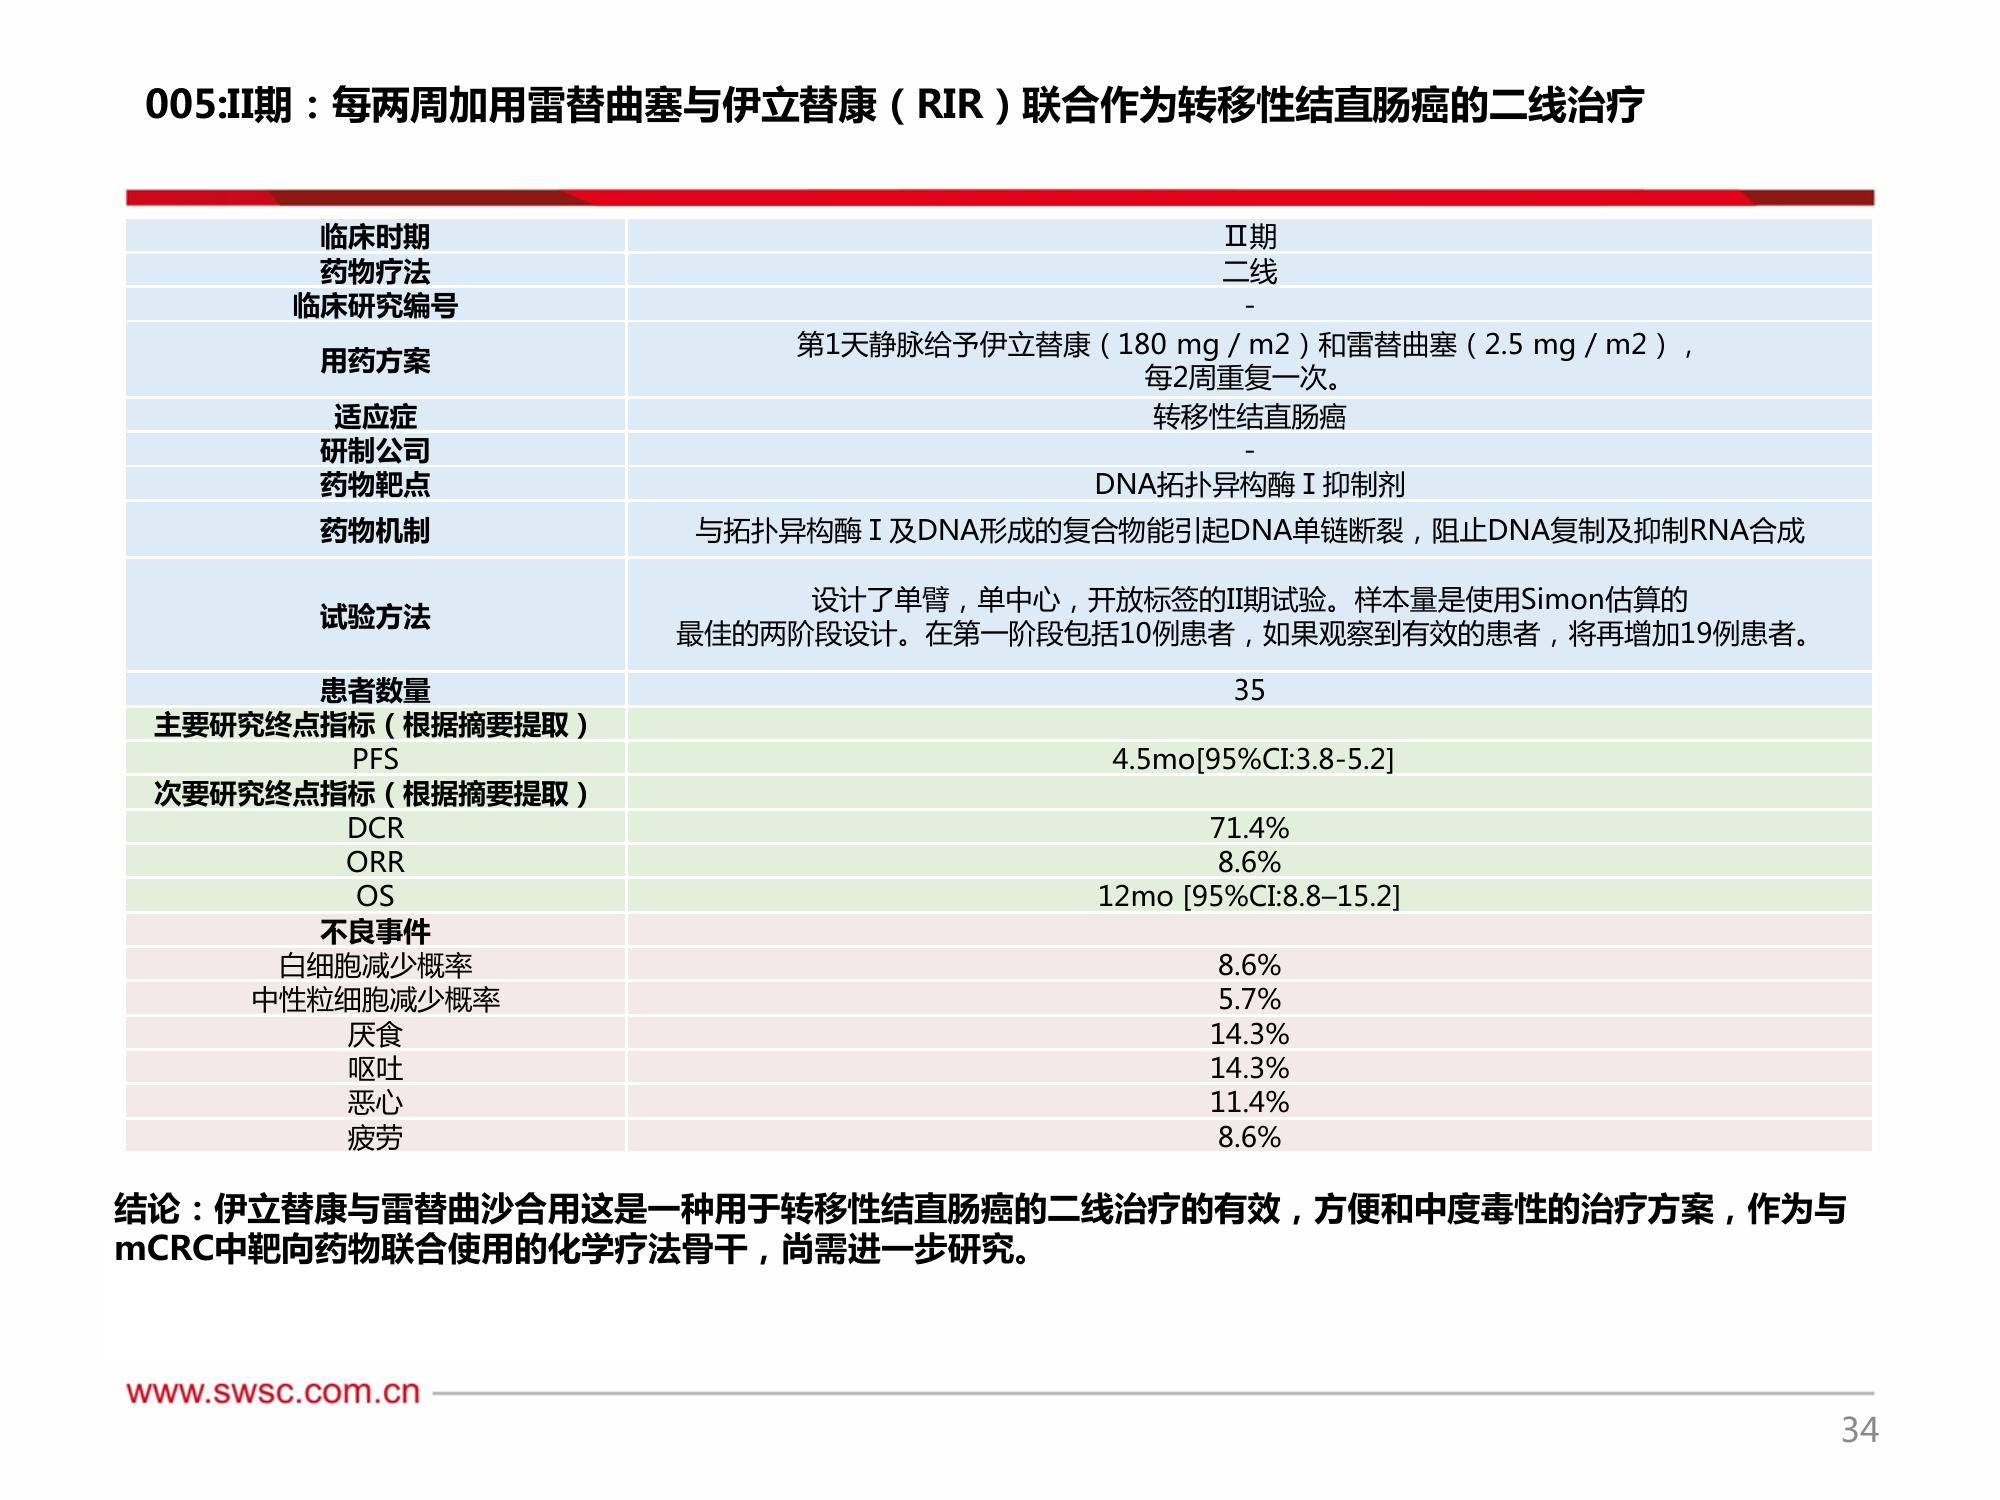 005:II期：每两周加用雷替曲塞与伊立替康（RIR）联合作为转移性结直肠癌的二线治疗
临床时期 Ⅱ期
药物疗法 二线
临床研究编号 -
用药方案 第1天静脉给予伊立替康（180 mg / m2）和雷替曲塞（2.5 mg / m2），
每2周重复一次。
适应症 转移性结直肠癌
研制公司 -
药物靶点 DNA拓扑异构酶Ⅰ抑制剂
药物机制 与拓扑异构酶Ⅰ及DNA形成的复合物能引起DNA单链断裂，阻止DNA复制及抑制RNA合成
试验方法 设计了单臂，单中心，开放标签的II期试验。样本量是使用Simon估算的
最佳的两阶段设计。在第一阶段包括10例患者，如果观察到有效的患者，将再增加19例患者。
患者数量 35
主要研究终点指标（根据摘要提取）
PFS 4.5mo[95%CI:3.8-5.2]
次要研究终点指标（根据摘要提取）
DCR 71.4%
ORR 8.6%
OS 12mo [95%CI:8.8–15.2]
不良事件
白细胞减少概率 8.6%
中性粒细胞减少概率 5.7%
厌食 14.3%
呕吐 14.3%
恶心 11.4%
疲劳 8.6%
结论：伊立替康与雷替曲沙合用这是一种用于转移性结直肠癌的二线治疗的有效，方便和中度毒性的治疗方案，作为与
mCRC中靶向药物联合使用的化学疗法骨干，尚需进一步研究。
www.swsc.com.cn
34